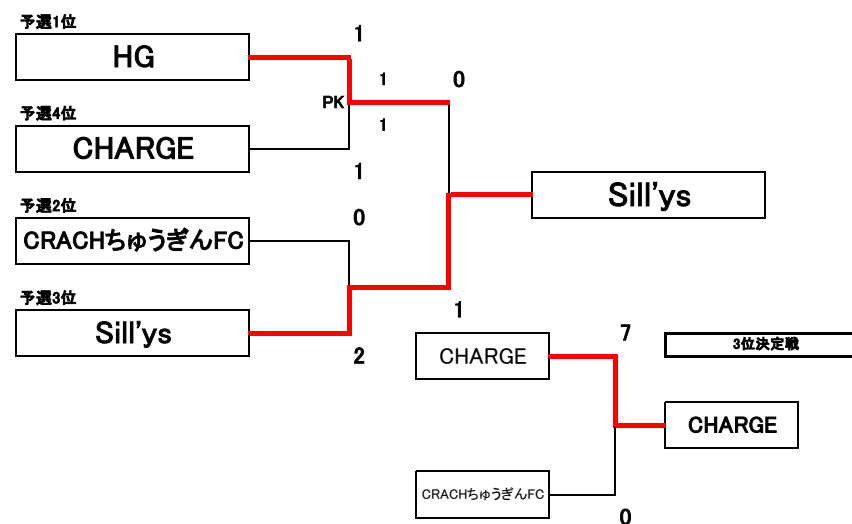 予選1位
HG
1
1
0
PK
予選4位
1
CHARGE
1
予選2位
0
Sill'ys
CRACHちゅうぎんFC
予選3位
Sill'ys
2
1
7
3位決定戦
CHARGE
CHARGE
CRACHちゅうぎんFC
0